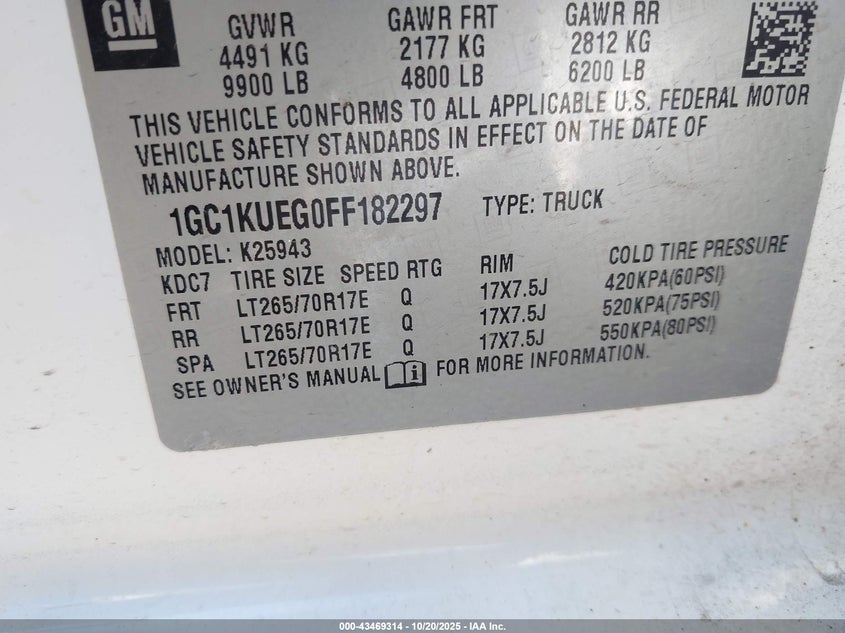 GM
GVWR GAWR FRT GAWR RR
4491 KG 2177 KG 2812 KG
9900 LB 4800 LB 6200 LB
THIS VEHICLE CONFORMS TO ALL APPLICABLE U.S. FEDERAL MOTOR
VEHICLE SAFETY STANDARDS IN EFFECT ON THE DATE OF
MANUFACTURE SHOWN ABOVE.
1GC1KUEG0FF182297 TYPE: TRUCK
MODEL: K25943
KDC7 TIRE SIZE SPEED RTG RIM COLD TIRE PRESSURE
FRT LT265/70R17E Q 17X7.5J 420KPA(60PSI)
RR LT265/70R17E Q 17X7.5J 520KPA(75PSI)
SPA LT265/70R17E Q 17X7.5J 550KPA(80PSI)
SEE OWNER'S MANUAL i FOR MORE INFORMATION.
000-43469314 - 10/20/2025 - IAA Inc.